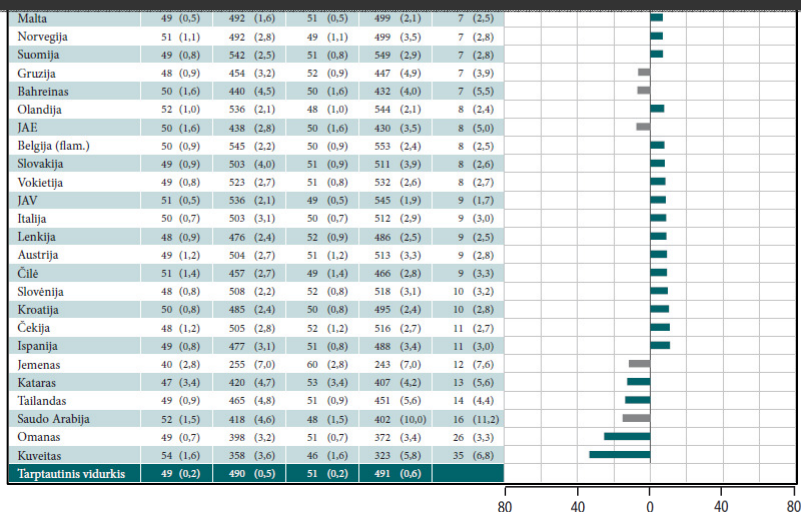 Malta 49 (0,5) 492 (1,6) 51 (0,5) 499 (2,1) 7 (2,5)
Norvegija 51 (1,1) 492 (2,8) 49 (1,1) 499 (3,5) 7 (2,8)
Suomija 49 (0,8) 542 (2,5) 51 (0,8) 549 (2,9) 7 (2,8)
Gruzija 48 (0,9) 454 (3,2) 52 (0,9) 447 (4,9) 7 (3,9)
Bahreinas 50 (1,6) 440 (4,5) 50 (1,6) 432 (4,0) 7 (5,5)
Olandija 52 (1,0) 536 (2,1) 48 (1,0) 544 (2,1) 8 (2,4)
JAE 50 (1,6) 438 (2,8) 50 (1,6) 430 (3,5) 8 (5,0)
Belgija (flam.) 50 (0,9) 545 (2,2) 50 (0,9) 553 (2,4) 8 (2,5)
Slovakija 49 (0,9) 503 (4,0) 51 (0,9) 511 (3,9) 8 (2,6)
Vokietija 49 (0,8) 523 (2,7) 51 (0,8) 532 (2,6) 8 (2,7)
JAV 51 (0,5) 536 (2,1) 49 (0,5) 545 (1,9) 9 (1,7)
Italija 50 (0,7) 503 (3,1) 50 (0,7) 512 (2,9) 9 (3,0)
Lenkija 48 (0,9) 476 (2,4) 52 (0,9) 486 (2,5) 9 (2,5)
Austrija 49 (1,2) 504 (2,7) 51 (1,2) 513 (3,3) 9 (2,8)
Čilė 51 (1,4) 457 (2,7) 49 (1,4) 466 (2,8) 9 (3,3)
Slovėnija 48 (0,8) 508 (2,2) 52 (0,8) 518 (3,1) 10 (3,2)
Kroatija 50 (0,8) 485 (2,4) 50 (0,8) 495 (2,4) 10 (2,8)
Čekija 48 (1,2) 505 (2,8) 52 (1,2) 516 (2,7) 11 (2,7)
Ispanija 49 (0,8) 477 (3,1) 51 (0,8) 488 (3,4) 11 (3,0)
Jemenas 40 (2,8) 255 (7,0) 60 (2,8) 243 (7,0) 12 (7,6)
Kataras 47 (3,4) 420 (4,7) 53 (3,4) 407 (4,2) 13 (5,6)
Tailandas 49 (0,9) 465 (4,8) 51 (0,9) 451 (5,6) 14 (4,4)
Saudo Arabija 52 (1,5) 418 (4,6) 48 (1,5) 402 (10,0) 16 (11,2)
Omanas 49 (0,7) 398 (3,2) 51 (0,7) 372 (3,4) 26 (3,3)
Kuveitas 54 (1,6) 358 (3,6) 46 (1,6) 323 (5,8) 35 (6,8)
Tarptautinis vidurkis 49 (0,2) 490 (0,5) 51 (0,2) 491 (0,6)
80 40 0 40 80